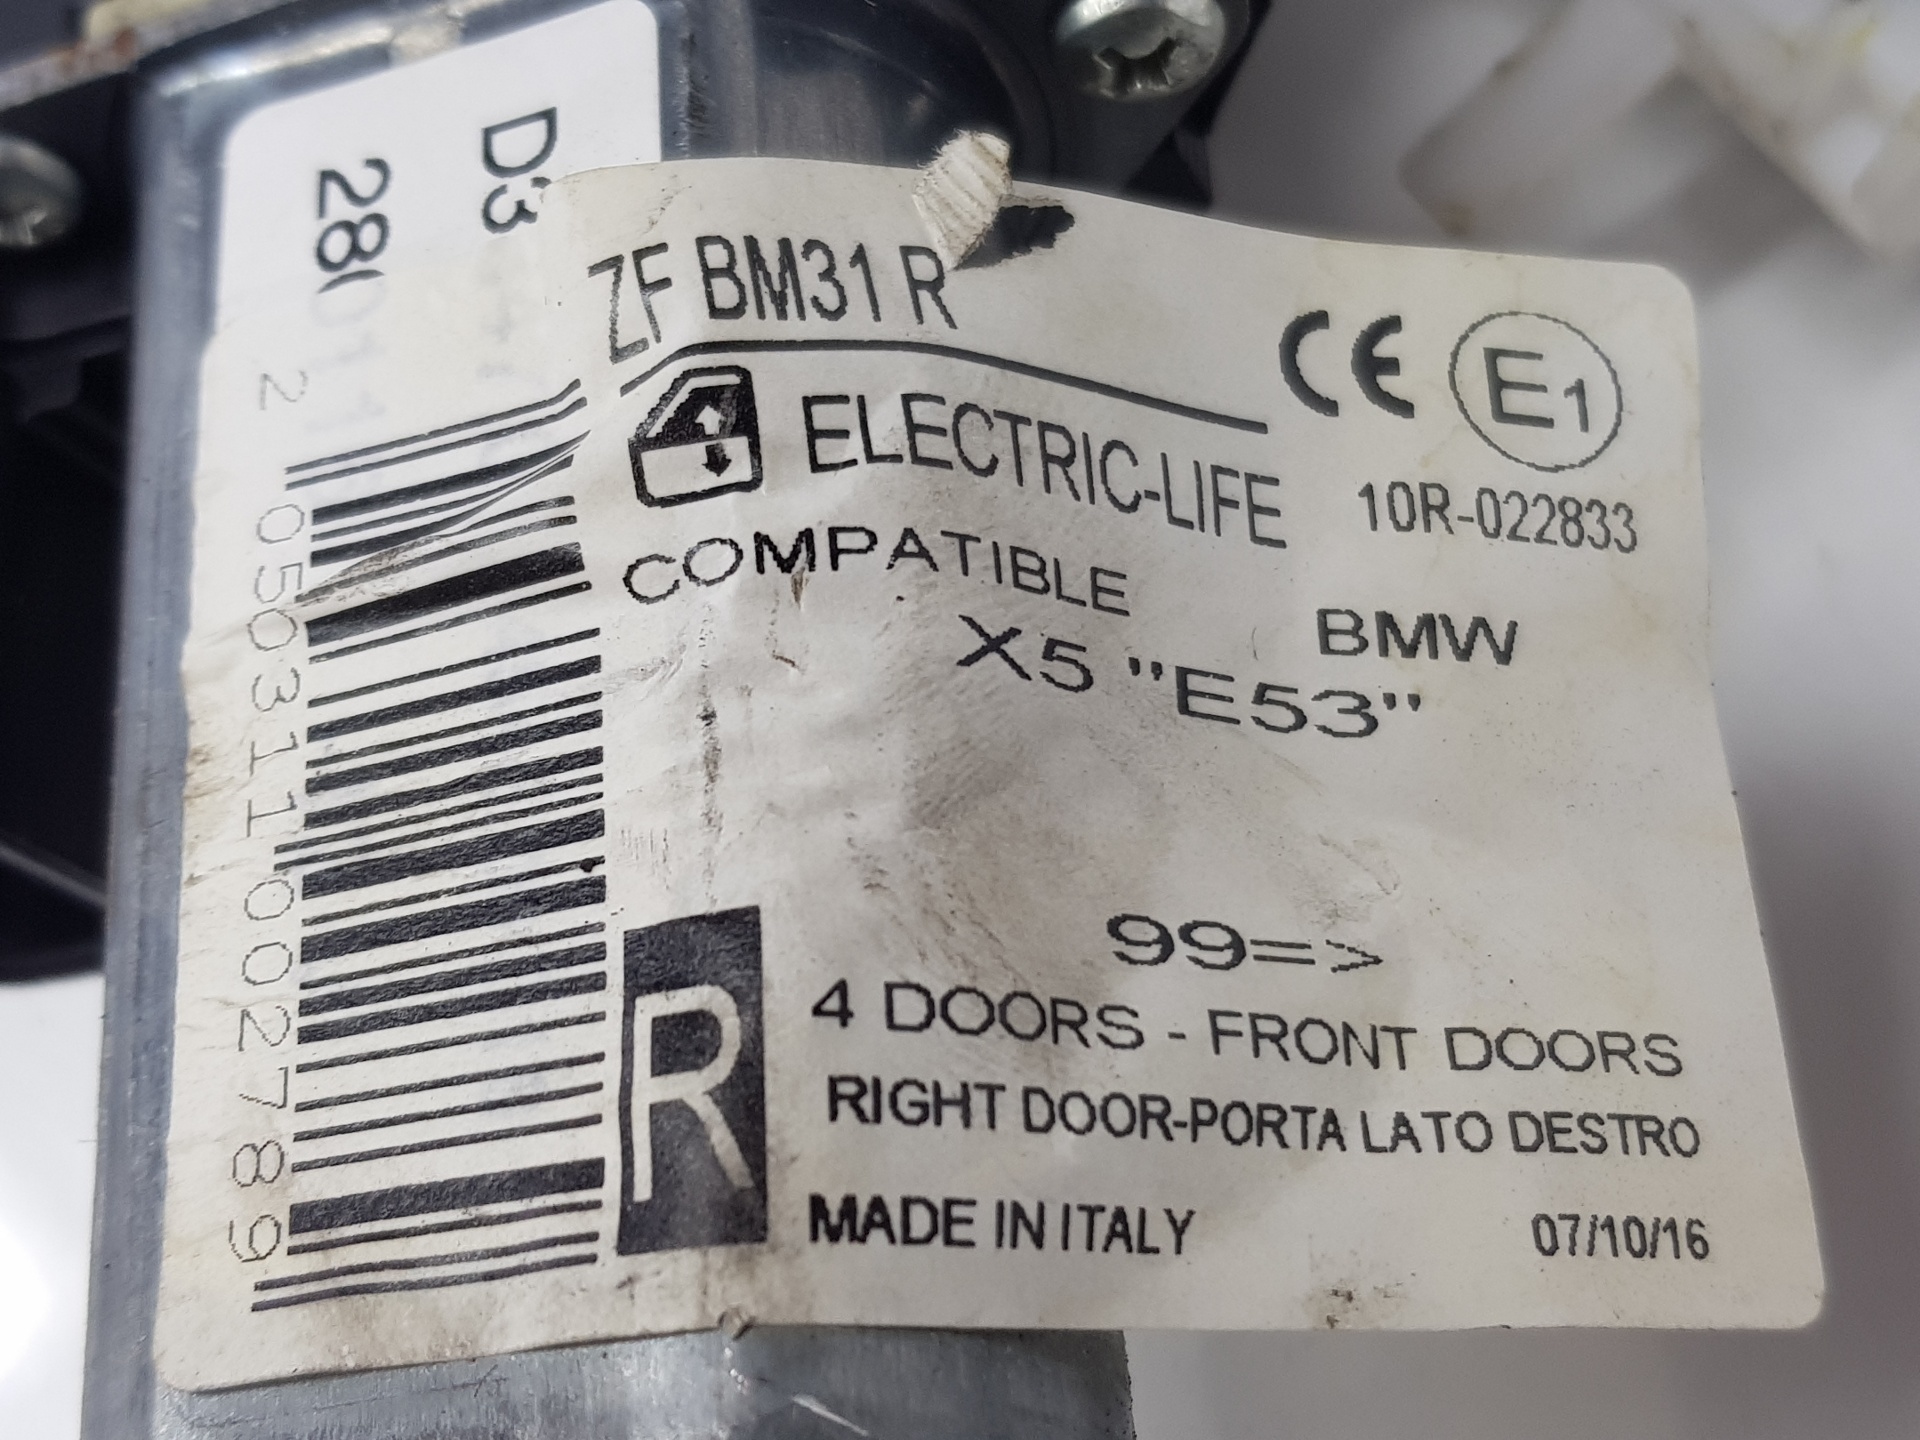 D3
28
ZF BM31 R
CE E1
ELECTRIC-LIFE
10R-022833
COMPATIBLE
BMW
X5 "E53"
99=>
4 DOORS - FRONT DOORS
RIGHT DOOR-PORTA LATO DESTRO
MADE IN ITALY
07/10/16
R
2 050311002789